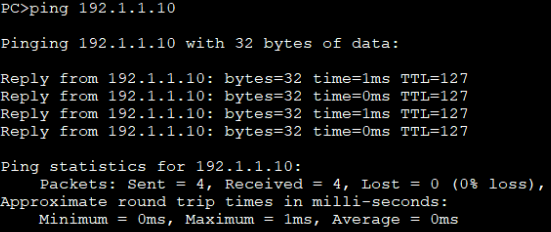 PC>ping 192.1.1.10
Pinging 192.1.1.10 with 32 bytes of data:
Reply from 192.1.1.10: bytes=32 time=1ms TTL=127
Reply from 192.1.1.10: bytes=32 time=0ms TTL=127
Reply from 192.1.1.10: bytes=32 time=1ms TTL=127
Reply from 192.1.1.10: bytes=32 time=0ms TTL=127
Ping statistics for 192.1.1.10:
    Packets: Sent = 4, Received = 4, Lost = 0 (0% loss),
Approximate round trip times in milli-seconds:
    Minimum = 0ms, Maximum = 1ms, Average = 0ms